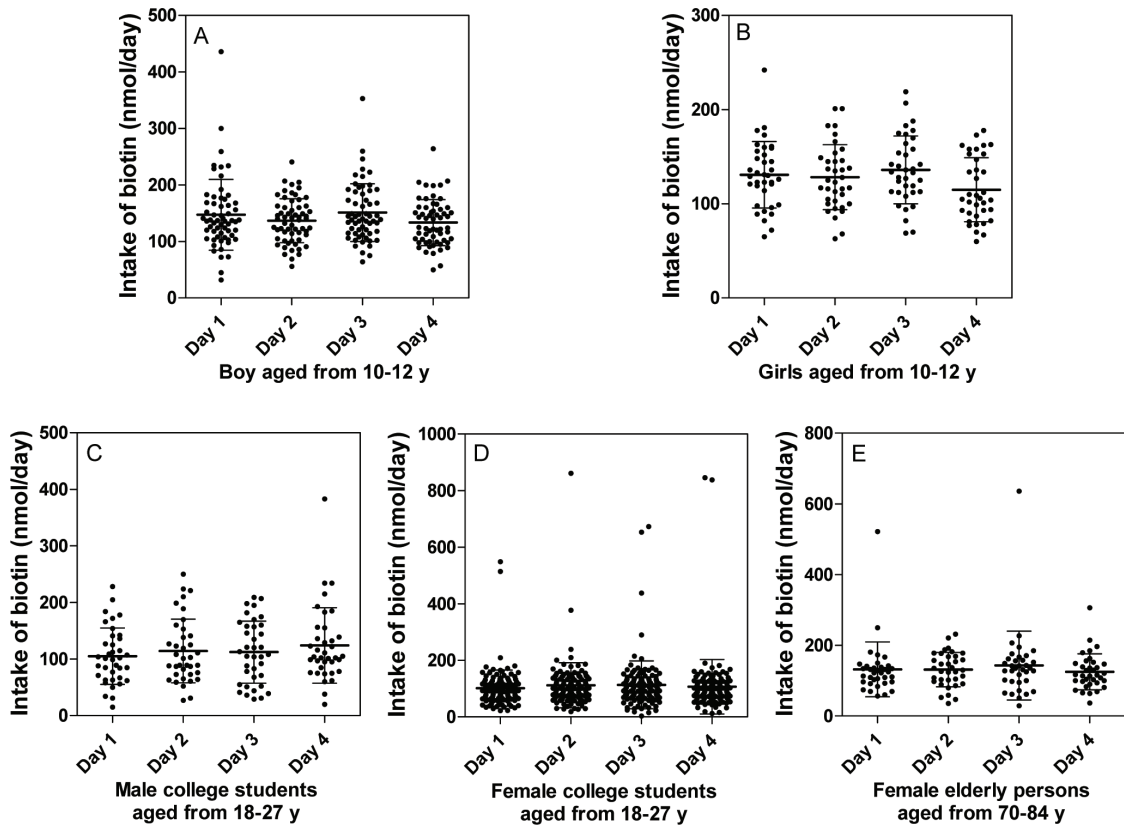 A
Intake of biotin (nmol/day)
500
400
300
200
100
0
Day 1
Day 2
Day 3
Day 4
Boy aged from 10-12 y
B
Intake of biotin (nmol/day)
300
200
100
0
Day 1
Day 2
Day 3
Day 4
Girls aged from 10-12 y
C
Intake of biotin (nmol/day)
500
400
300
200
100
0
Day 1
Day 2
Day 3
Day 4
Male college students
aged from 18-27 y
D
Intake of biotin (nmol/day)
1000
800
600
400
200
0
Day 1
Day 2
Day 3
Day 4
Female college students
aged from 18-27 y
E
Intake of biotin (nmol/day)
800
600
400
200
0
Day 1
Day 2
Day 3
Day 4
Female elderly persons
aged from 70-84 y